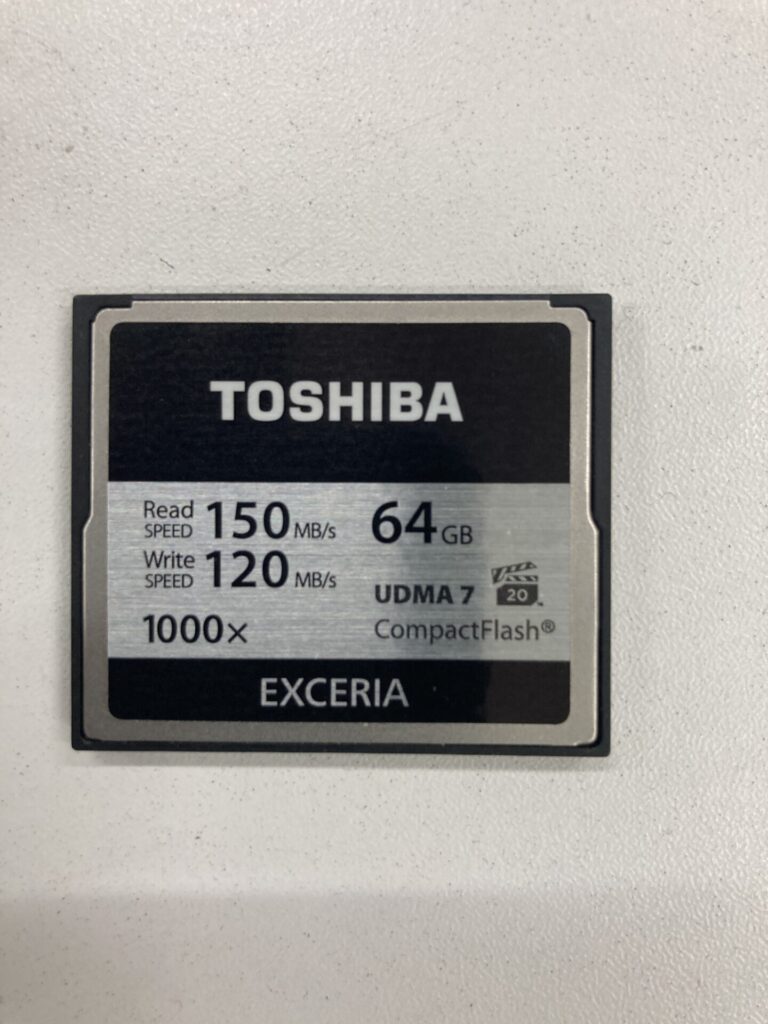 TOSHIBA
Read SPEED 150 MB/s
Write SPEED 120 MB/s
1000×
64 GB
UDMA 7 20
CompactFlash®
EXCERIA